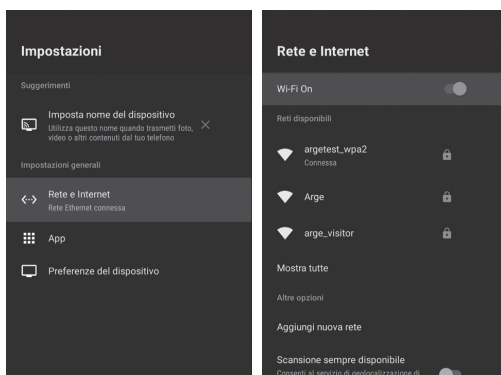 Impostazioni
Suggerimenti
Imposta nome del dispositivo
Utilizza questo nome quando trasmetti foto,
video o altri contenuti dal tuo telefono
Impostazioni generali
Rete e Internet
Rete Ethernet connessa
App
Preferenze del dispositivo
Rete e Internet
Wi-Fi On
Reti disponibili
argetest_wpa2
Connessa
Arge
arge_visitor
Mostra tutte
Altre opzioni
Aggiungi nuova rete
Scansione sempre disponibile
Consenti al servizio di geolocalizzazione di